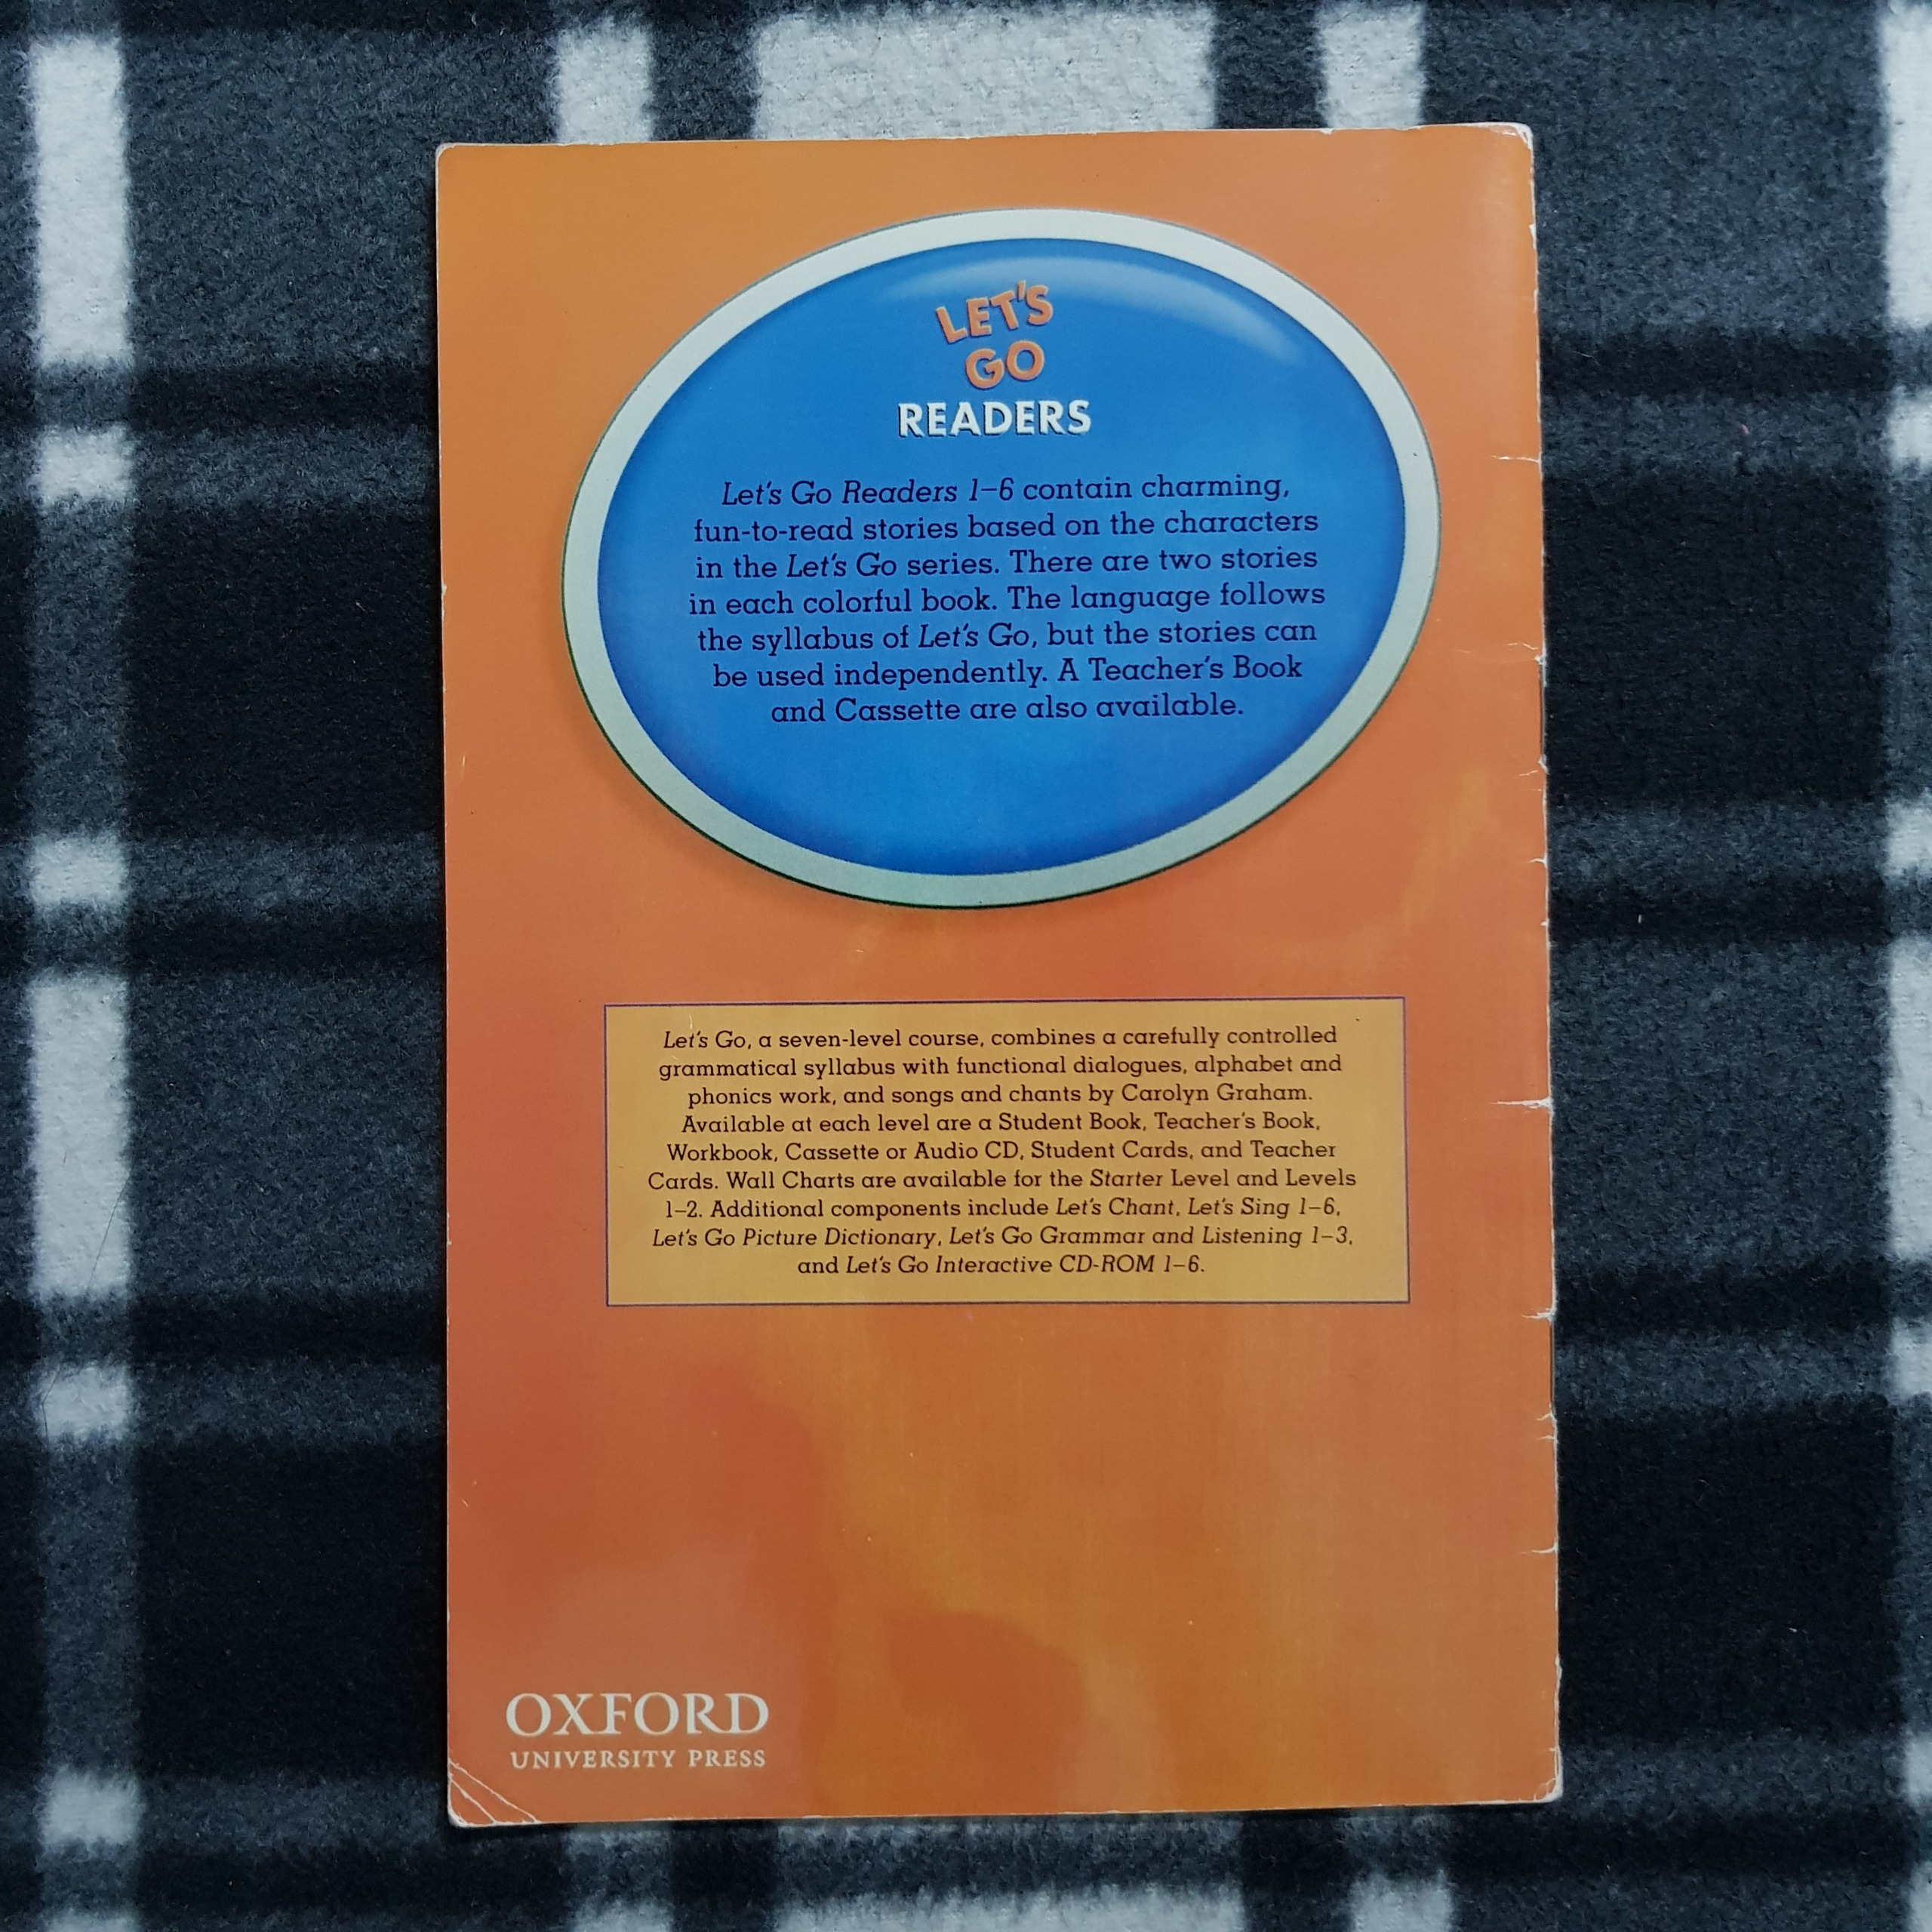 LET'S
GO
READERS
Let's Go Readers 1–6 contain charming,
fun-to-read stories based on the characters
in the Let's Go series. There are two stories
in each colorful book. The language follows
the syllabus of Let's Go, but the stories can
be used independently. A Teacher's Book
and Cassette are also available.
Let's Go, a seven-level course, combines a carefully controlled
grammatical syllabus with functional dialogues, alphabet and
phonics work, and songs and chants by Carolyn Graham.
Available at each level are a Student Book, Teacher's Book,
Workbook, Cassette or Audio CD, Student Cards, and Teacher
Cards. Wall Charts are available for the Starter Level and Levels
1–2. Additional components include Let's Chant, Let's Sing 1–6,
Let's Go Picture Dictionary, Let's Go Grammar and Listening 1–3,
and Let's Go Interactive CD-ROM 1–6.
OXFORD
UNIVERSITY PRESS